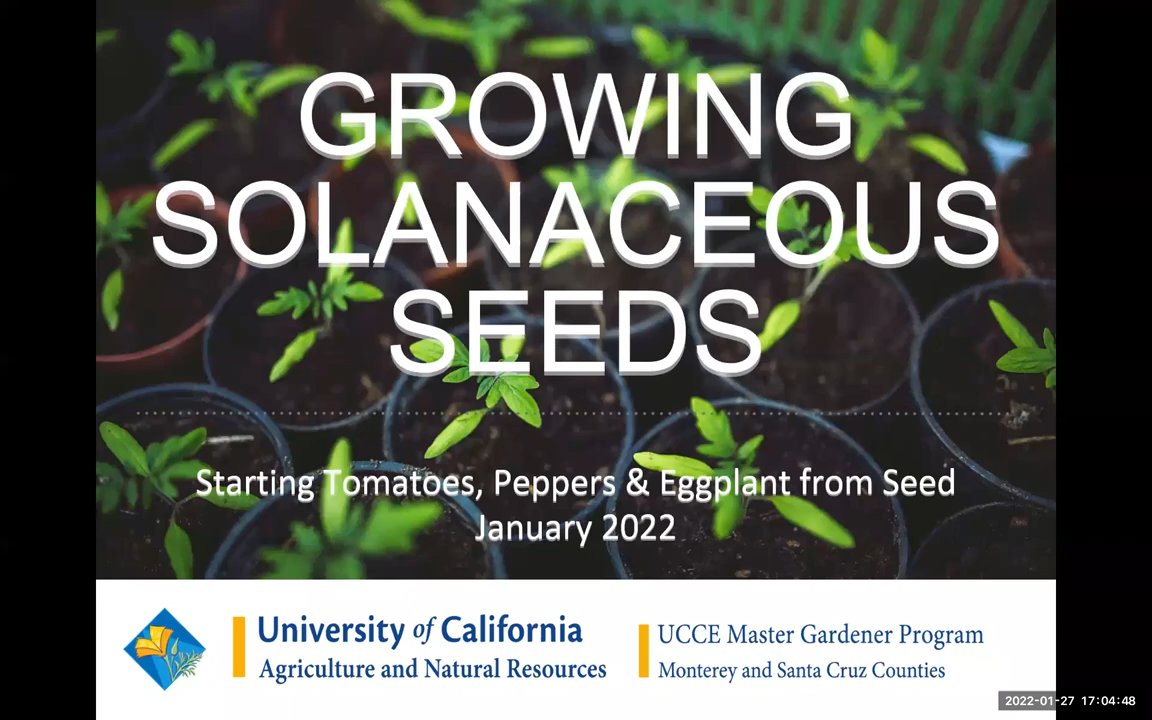 GROWING
SOLANACEOUS
SEEDS
Starting Tomatoes, Peppers & Eggplant from Seed
January 2022
University of California
Agriculture and Natural Resources
UCCE Master Gardener Program
Monterey and Santa Cruz Counties
2022-01-27 17:04:48